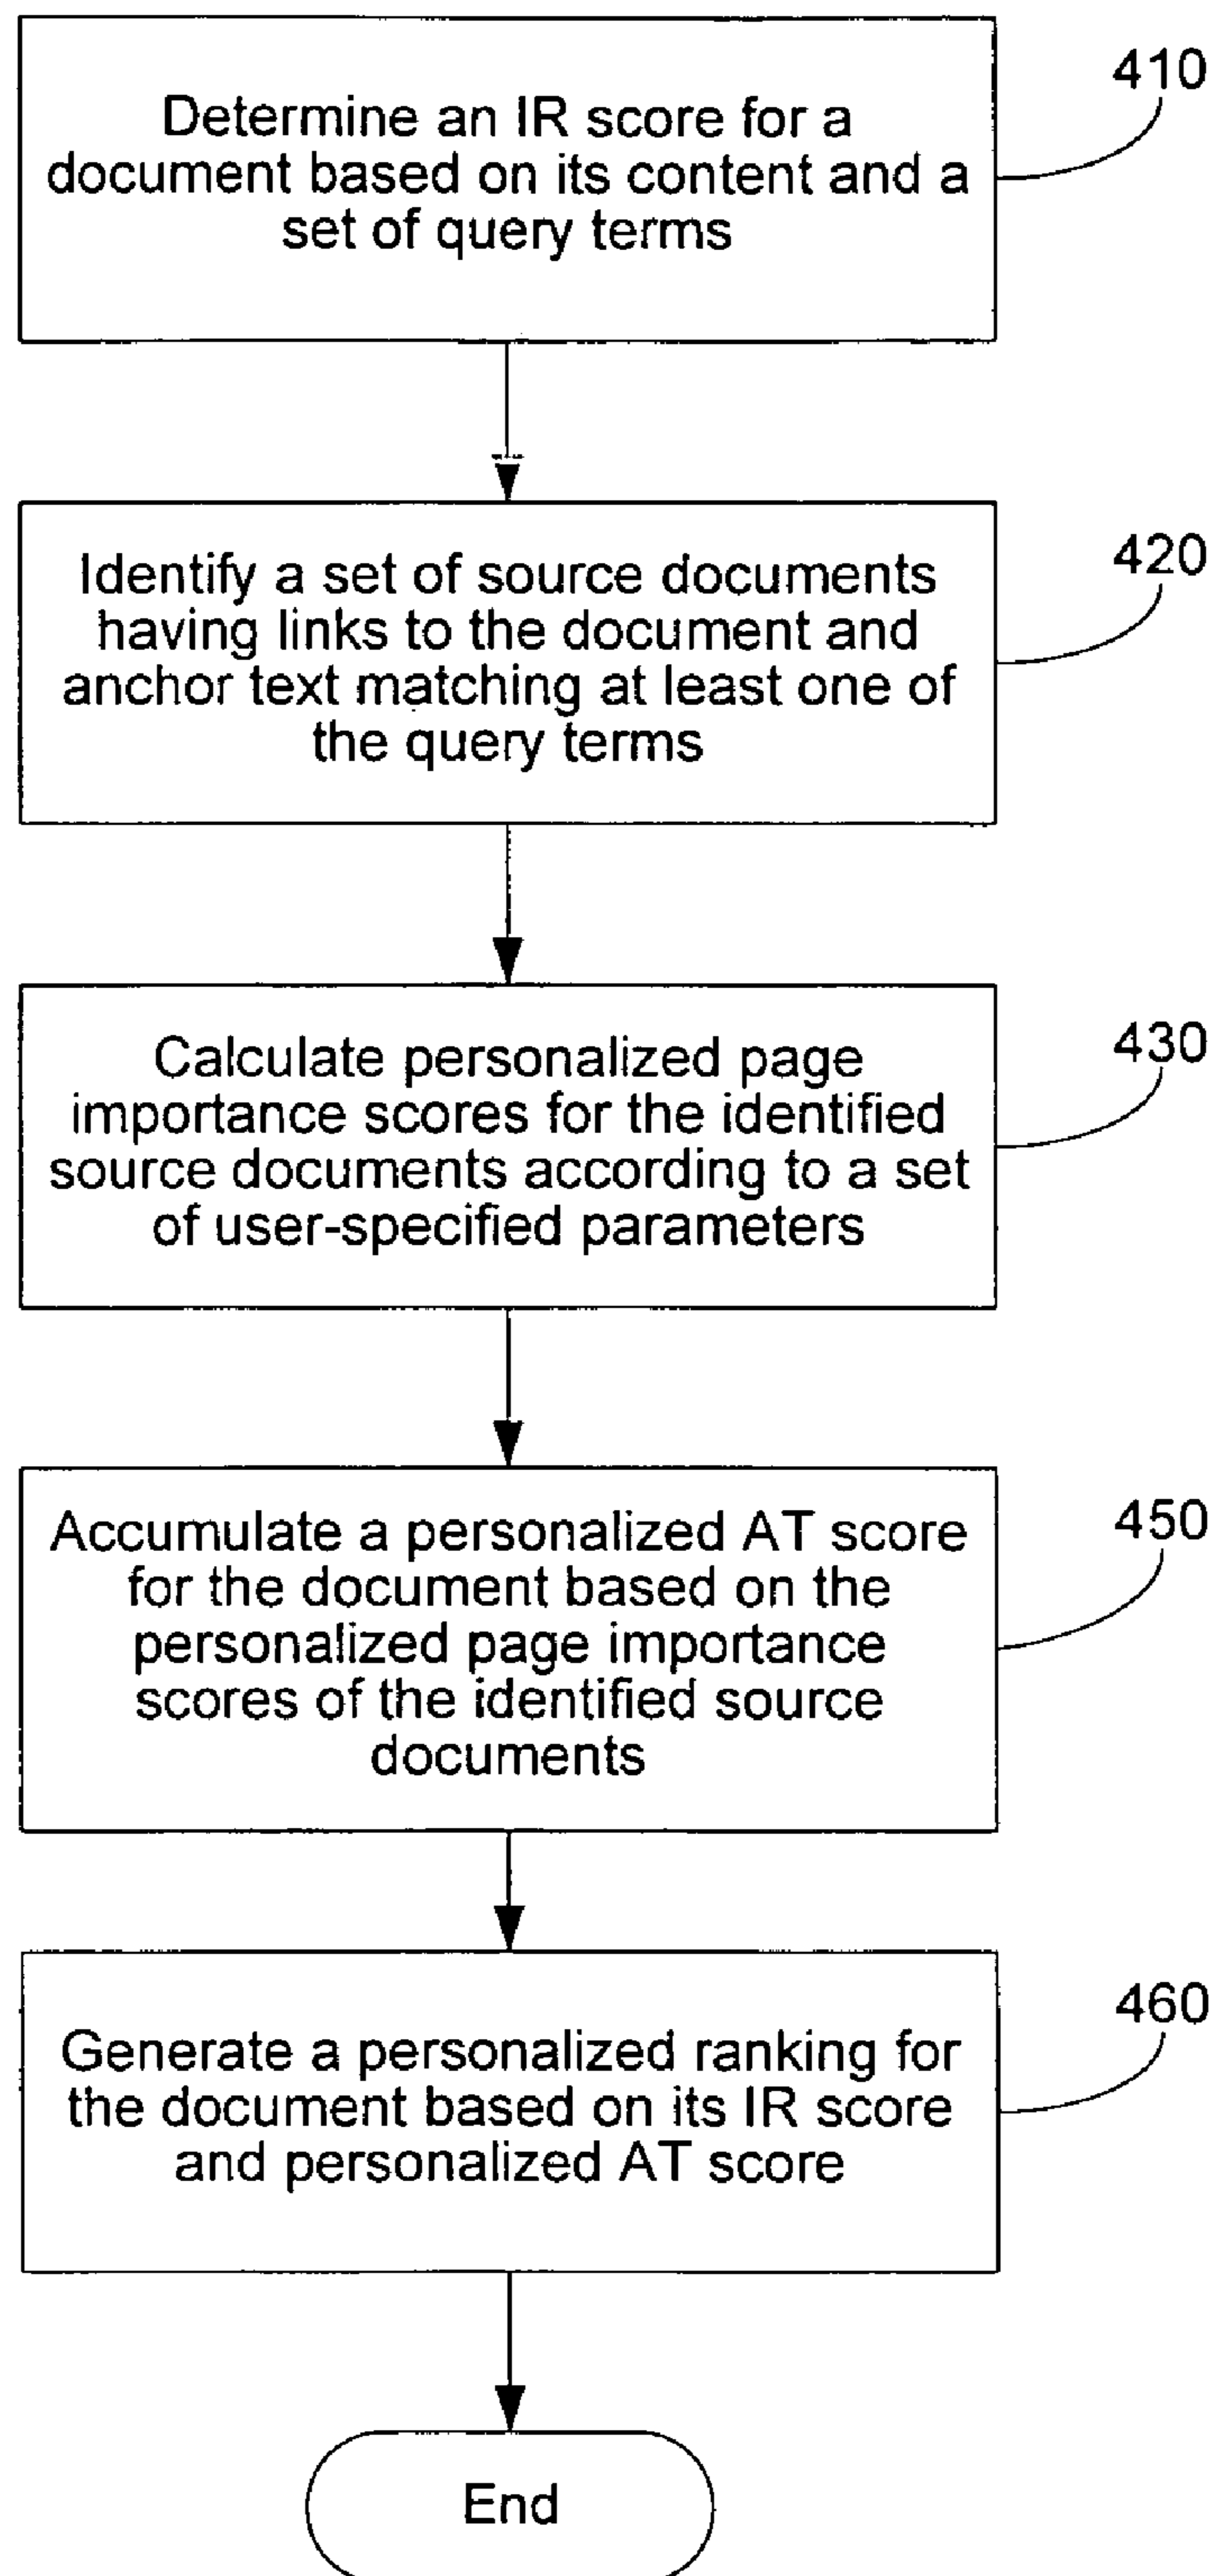 410
Determine an IR score for a
document based on its content and a
set of query terms
420
Identify a set of source documents
having links to the document and
anchor text matching at least one of
the query terms
430
Calculate personalized page
importance scores for the identified
source documents according to a set
of user-specified parameters
450
Accumulate a personalized AT score
for the document based on the
personalized page importance
scores of the identified source
documents
460
Generate a personalized ranking for
the document based on its IR score
and personalized AT score
End